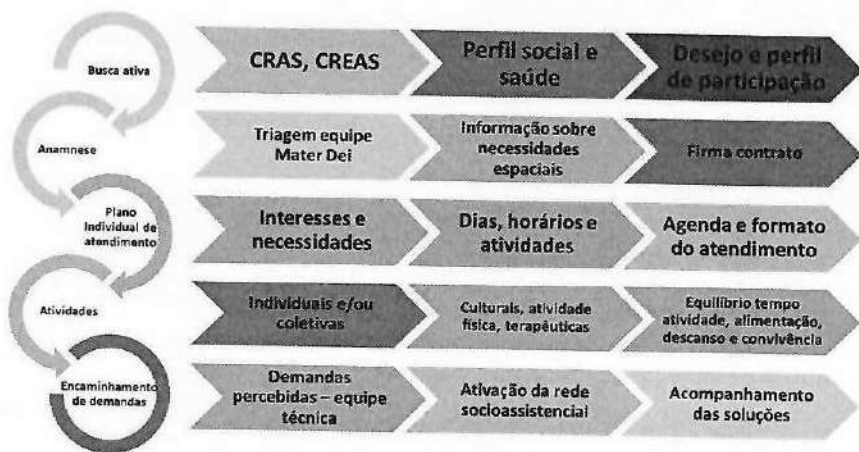 Busca ativa
CRAS, CREAS
Perfil social e
saúde
Desejo e perfil
de participação
Anamnese
Triagem equipe
Mater Dei
Informação sobre
necessidades
espaciais
Firma contrato
Plano
Individual de
atendimento
Interesses e
necessidades
Dias, horários e
atividades
Agenda e formato
do atendimento
Atividades
Individuais e/ou
coletivas
Culturais, atividade
física, terapêuticas
Equilíbrio tempo
atividade, alimentação,
descanso e convivência
Encaminhamento
de demandas
Demandas
percebidas – equipe
técnica
Ativação da rede
socioassistencial
Acompanhamento
das soluções